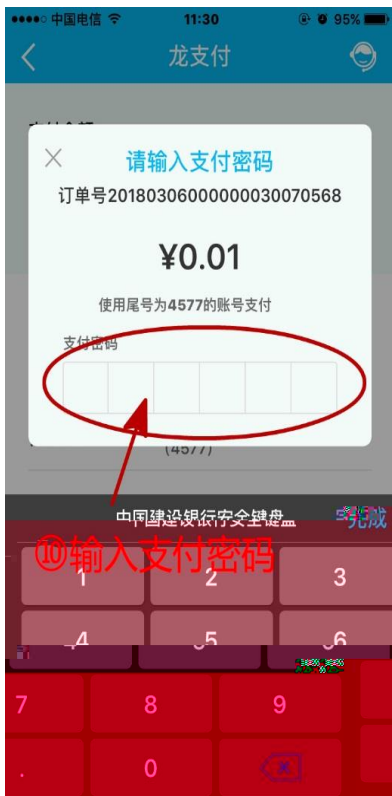 中国电信 11:30 95%
龙支付
请输入支付密码
订单号20180306000000030070568
¥0.01
使用尾号为4577的账号支付
支付密码
(4577)
中国建设银行安全键盘 完成
⑩输入支付密码
1 2 3
4 5 6
7 8 9
. 0